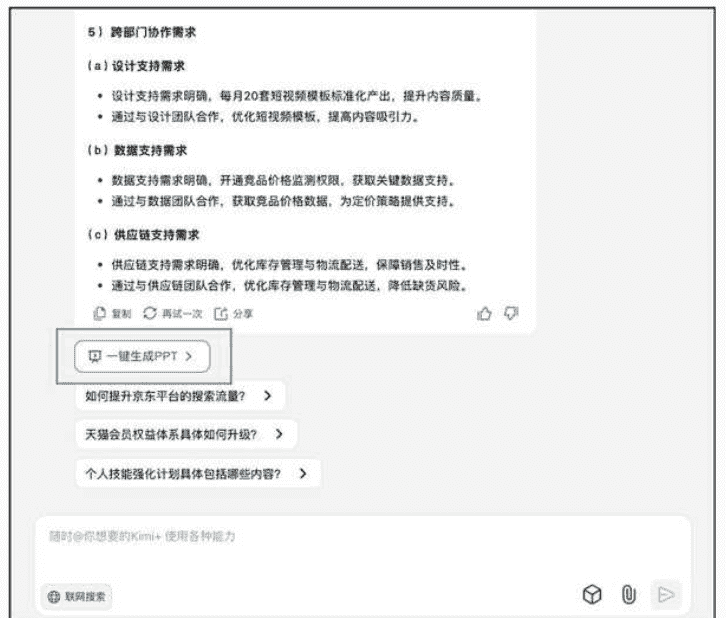 5）跨部门协作需求
（a）设计支持需求
• 设计支持需求明确，每月20套短视频模板标准化产出，提升内容质量。
• 通过与设计团队合作，优化短视频模板，提高内容吸引力。
（b）数据支持需求
• 数据支持需求明确，开通竞品价格监测权限，获取关键数据支持。
• 通过与数据团队合作，获取竞品价格数据，为定价策略提供支持。
（c）供应链支持需求
• 供应链支持需求明确，优化库存管理与物流配送，保障销售及时性。
• 通过与供应链团队合作，优化库存管理与物流配送，降低缺货风险。
复制 再试一次 分享
一键生成PPT
如何提升京东平台的搜索流量？
天猫会员权益体系具体如何升级？
个人技能强化计划具体包括哪些内容？
随时@你想要的Kimi+ 使用各种能力
联网搜索